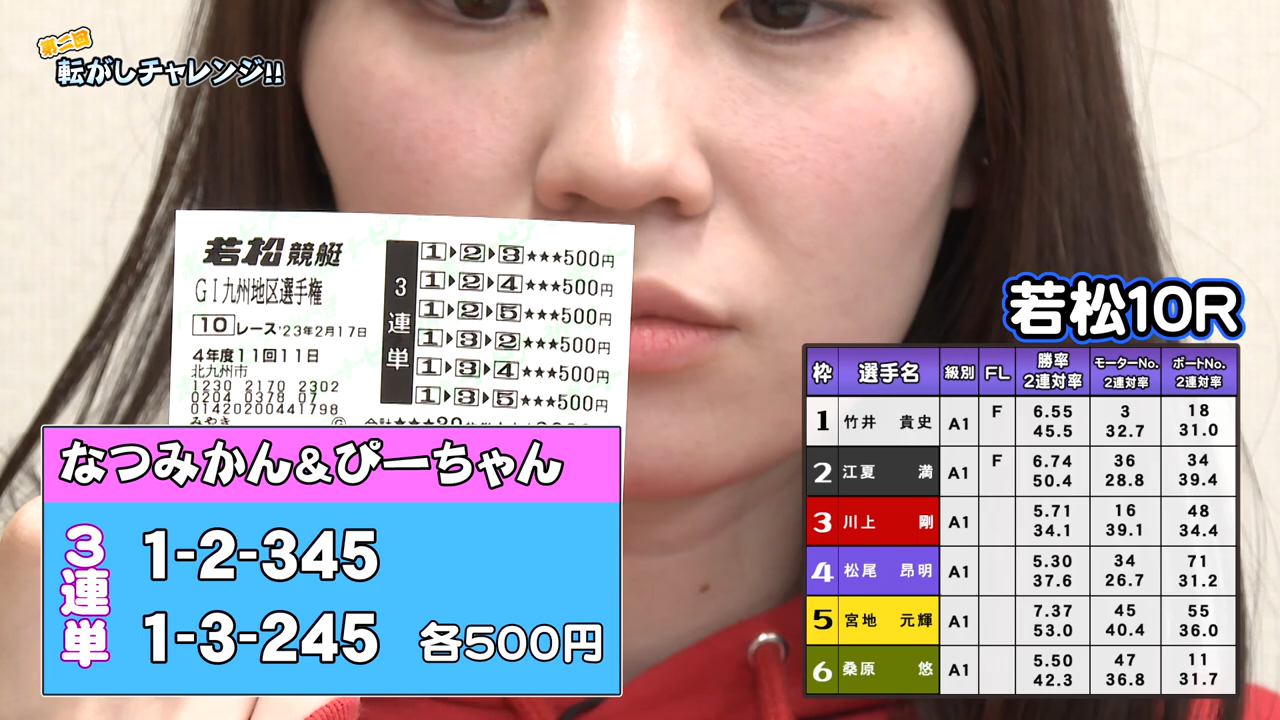 第二回
転がしチャレンジ!!
若松競艇
GⅠ九州地区選手権
10レース'23年2月17日
4年度11回11日
北九州市
1230 2170 2302
0204 0378 07
01420200441798
みやき
3連単
1▶2▶3★★★500円
1▶2▶4★★★500円
1▶2▶5★★★500円
1▶3▶2★★★500円
1▶3▶4★★★500円
1▶3▶5★★★500円
なつみかん&ぴーちゃん
3連単
1-2-345
1-3-245 各500円
若松10R
枠 選手名 級別 FL 勝率 2連対率 モーターNo. 2連対率 ボートNo. 2連対率
1 竹井 貴史 A1 F 6.55 45.5 3 32.7 18 31.0
2 江夏 満 A1 F 6.74 50.4 36 28.8 34 39.4
3 川上 剛 A1 5.71 34.1 16 39.1 48 34.4
4 松尾 昂明 A1 5.30 37.6 34 26.7 71 31.2
5 宮地 元輝 A1 7.37 53.0 45 40.4 55 36.0
6 桑原 悠 A1 5.50 42.3 47 36.8 11 31.7